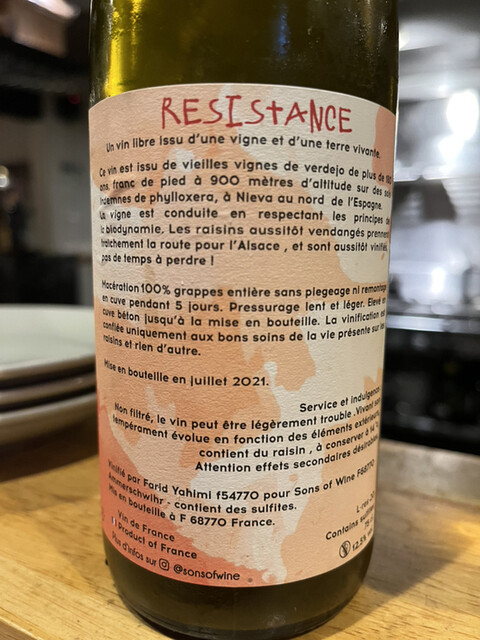 RESISTANCE
Un vin libre issu d'une vigne et d'une terre vivante.
Ce vin est issu de vieilles vignes de verdejo de plus de
ans, franc de pied à 900 mètres d'altitude sur des
indemnes de phylloxera, à Nieva au nord de l'Espagne.
La vigne est conduite en respectant les principes de
la biodynamie. Les raisins aussitôt vendangés prennent
fraîchement la route pour l'Alsace , et sont aussitôt vinifiés
pas de temps à perdre !
Macération 100% grappes entière sans piegeage ni remontage
en cuve pendant 5 jours. Pressurage lent et léger. Elevé en
cuve béton jusqu'à la mise en bouteille. La vinification est
confiée uniquement aux bons soins de la vie présente sur les
raisins et rien d'autre.
Mise en bouteille en juillet 2021.
Service et Indulgence
Non filtré, le vin peut être légèrement trouble . Vivant
tempérament évolue en fonction des éléments extérieurs,
contient du raisin , à conserver à 14
Attention effets secondaires désirables.
Vinifié par Farid Yahimi f54770 pour Sons of Wine F68770
Ammerschwihr - contient des sulfites.
Mis en bouteille à F 68770 France.
Vin de France
Product of France
Plus d'infos sur @sonsofwine
Contains
12.5%